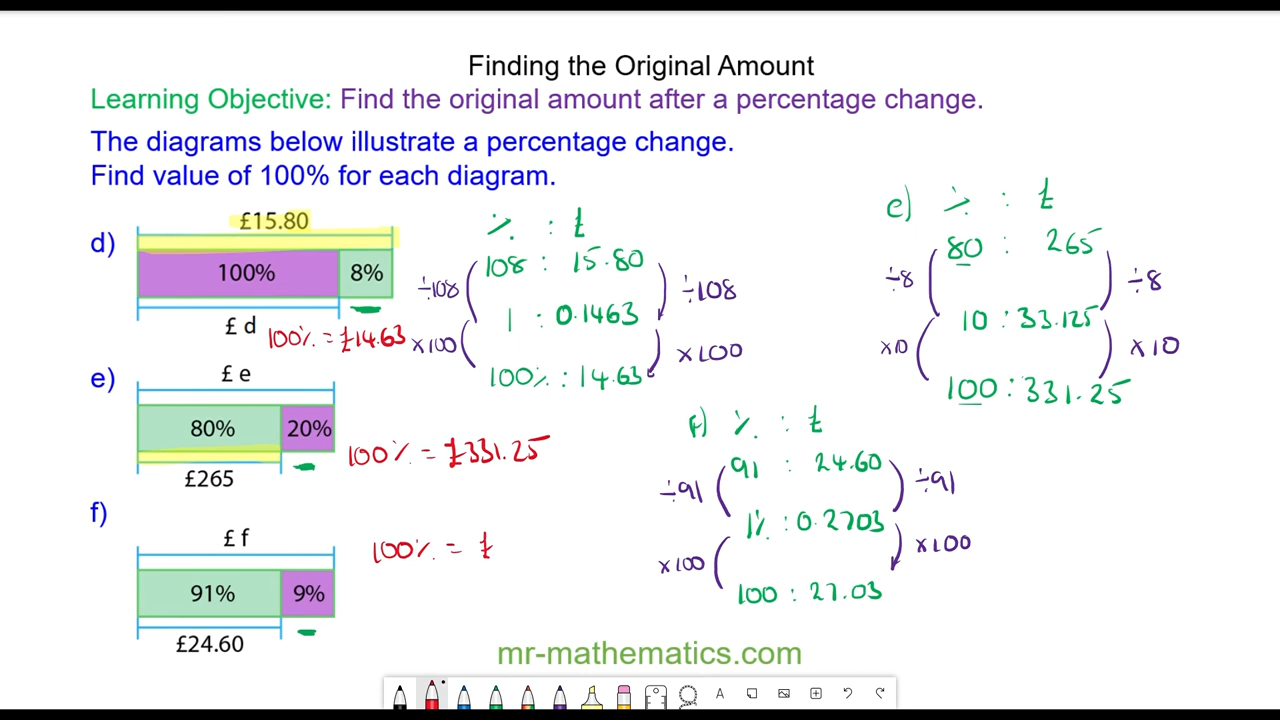 Finding the Original Amount
Learning Objective: Find the original amount after a percentage change.
The diagrams below illustrate a percentage change.
Find value of 100% for each diagram.
d)
£15.80
100% 8%
£ d
100% = £14.63
% : £
108 : 15.80
÷108 ÷108
1 : 0.1463
×100 ×100
100% : 14.63
e)
£ e
80% 20%
£265
100% = £331.25
e) % : £
80 : 265
÷8 ÷8
10 : 33.125
×10 ×10
100 : 331.25
f)
£ f
91% 9%
£24.60
100% = £
f) % : £
91 : 24.60
÷91 ÷91
1% : 0.2703
×100 ×100
100 : 27.03
mr-mathematics.com
A